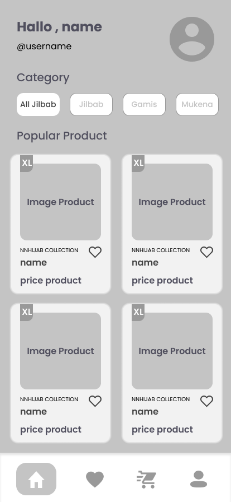 Hallo , name
@username
Category
All Jilbab
Jilbab
Gamis
Mukena
Popular Product
XL
XL
Image Product
Image Product
NNHIJAB COLLECTION
NNHIJAB COLLECTION
name
name
price product
price product
XL
XL
Image Product
Image Product
NNHIJAB COLLECTION
NNHIJAB COLLECTION
name
name
price product
price product